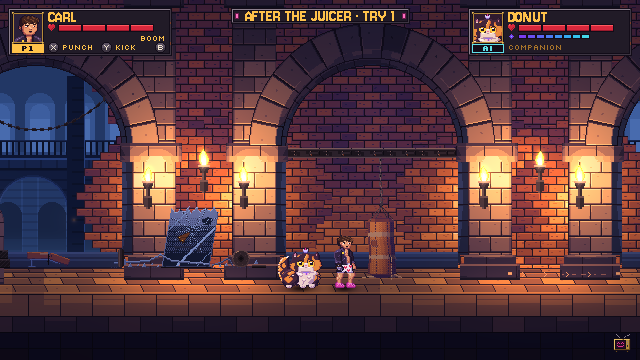 CARL
P1
BOOM
X PUNCH Y KICK B
AFTER THE JUICER · TRY 1
DONUT
AI
COMPANION